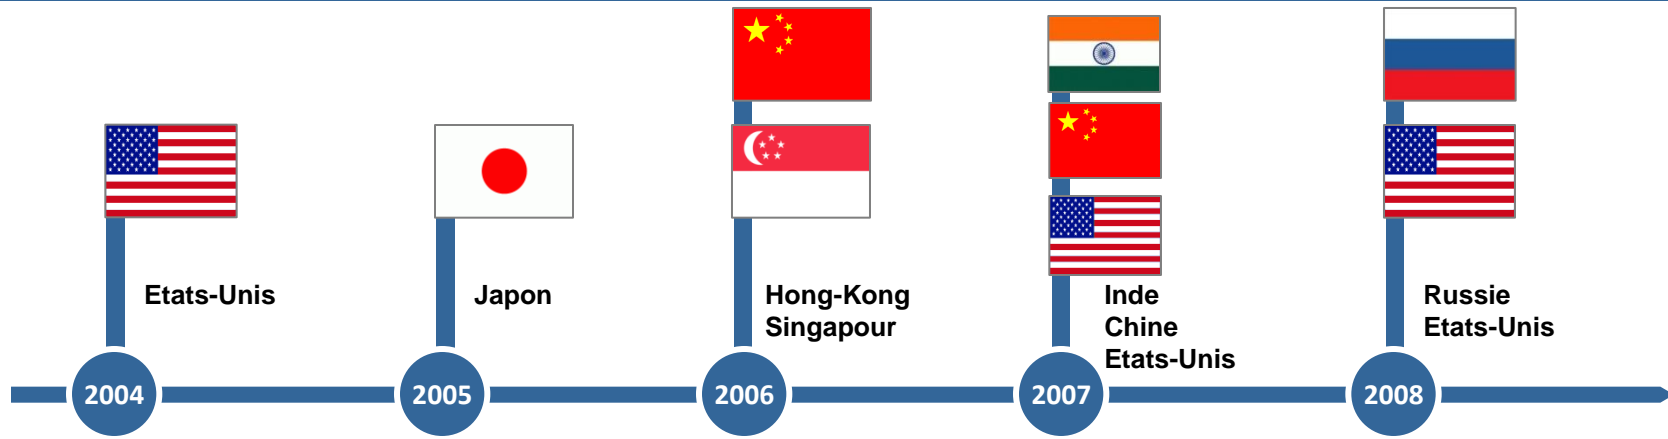 Etats-Unis
Japon
Hong-Kong
Singapour
Inde
Chine
Etats-Unis
Russie
Etats-Unis
2004
2005
2006
2007
2008